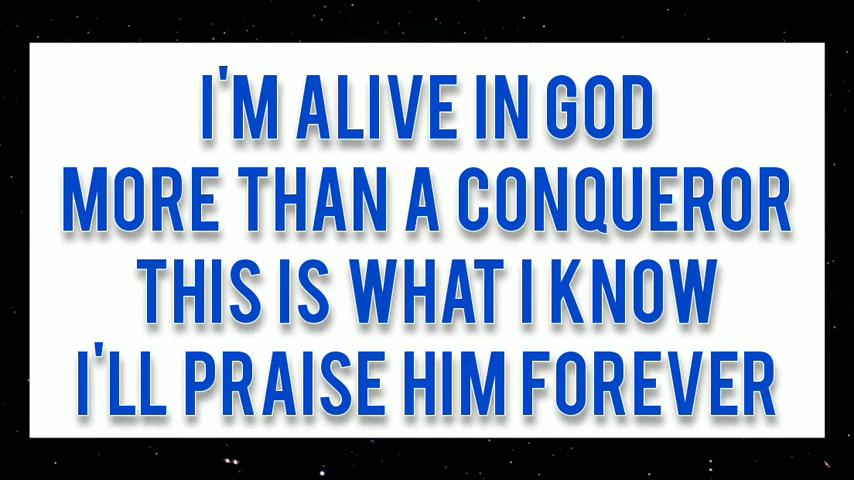 I'M ALIVE IN GOD
MORE THAN A CONQUEROR
THIS IS WHAT I KNOW
I'LL PRAISE HIM FOREVER